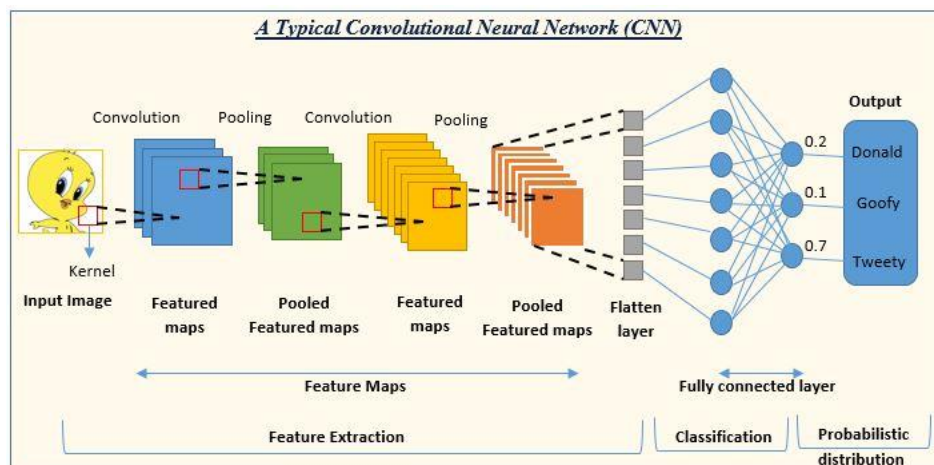 A Typical Convolutional Neural Network (CNN)
Convolution
Pooling
Convolution
Pooling
Output
0.2
Donald
0.1
Goofy
0.7
Tweety
Kernel
Input Image
Featured
maps
Pooled
Featured maps
Featured
maps
Pooled
Featured maps
Flatten
layer
Feature Maps
Fully connected layer
Feature Extraction
Classification
Probabilistic
distribution